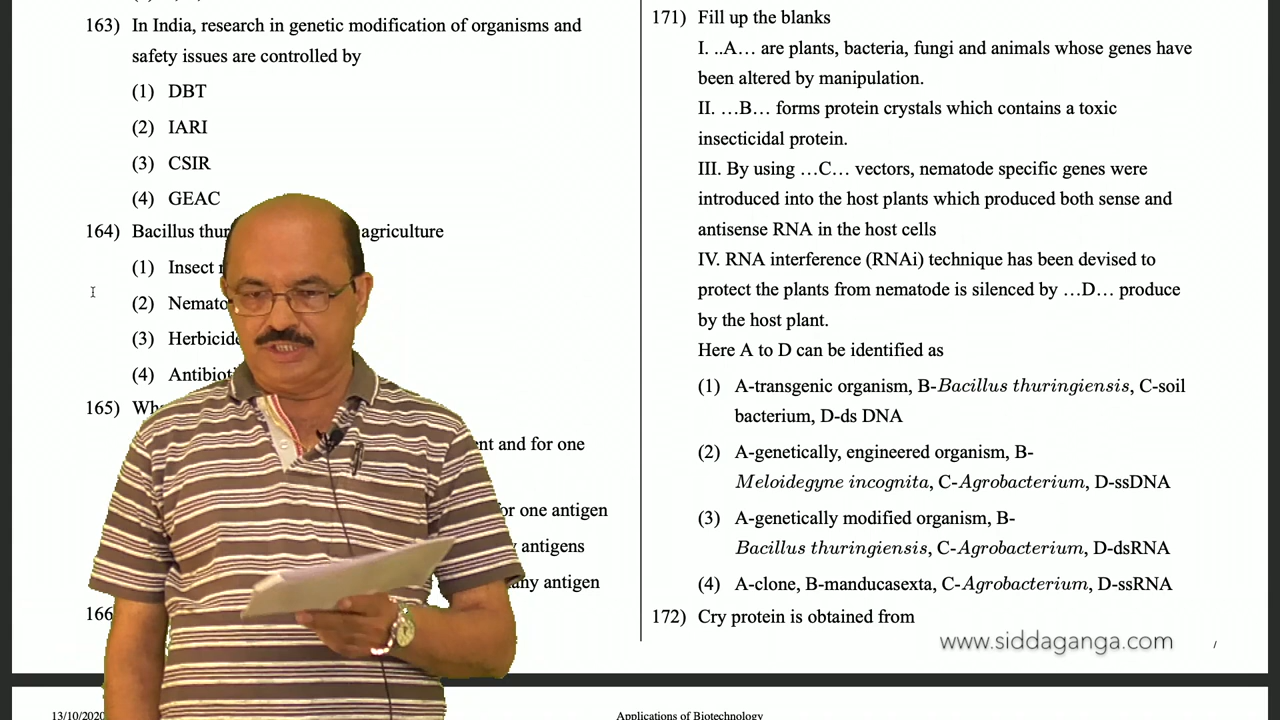 163) In India, research in genetic modification of organisms and
safety issues are controlled by
(1) DBT
(2) IARI
(3) CSIR
(4) GEAC
164) Bacillus agriculture
(1) Insect
(2)
(3)
(4)
165)
and for one
for one antigen
antigens
antigen
166
171) Fill up the blanks
I. ..A… are plants, bacteria, fungi and animals whose genes have
been altered by manipulation.
II. …B… forms protein crystals which contains a toxic
insecticidal protein.
III. By using …C… vectors, nematode specific genes were
introduced into the host plants which produced both sense and
antisense RNA in the host cells
IV. RNA interference (RNAi) technique has been devised to
protect the plants from nematode is silenced by …D… produce
by the host plant.
Here A to D can be identified as
(1) A-transgenic organism, B-Bacillus thuringiensis, C-soil
bacterium, D-ds DNA
(2) A-genetically, engineered organism, B-
Meloidegyne incognita, C-Agrobacterium, D-ssDNA
(3) A-genetically modified organism, B-
Bacillus thuringiensis, C-Agrobacterium, D-dsRNA
(4) A-clone, B-manducasexta, C-Agrobacterium, D-ssRNA
172) Cry protein is obtained from
www.siddaganga.com
13/10/2020
Applications of Biotechnology